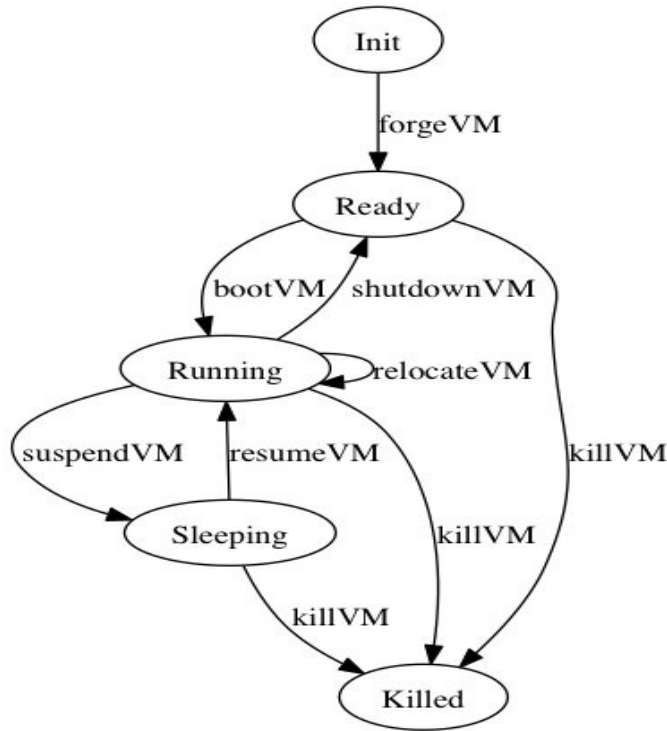 Init
forgeVM
Ready
bootVM
shutdownVM
Running
relocateVM
suspendVM
resumeVM
killVM
Sleeping
killVM
killVM
Killed